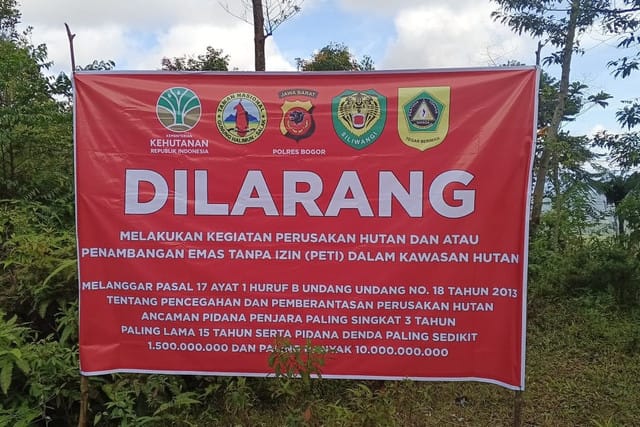 KEMENTERIAN
KEHUTANAN
REPUBLIK INDONESIA
TAMAN NASIONAL
JAWA BARAT
POLRES BOGOR
SILIWANGI
TEGAR BERIMAN
DILARANG
MELAKUKAN KEGIATAN PERUSAKAN HUTAN DAN ATAU
PENAMBANGAN EMAS TANPA IZIN (PETI) DALAM KAWASAN HUTAN
MELANGGAR PASAL 17 AYAT 1 HURUF B UNDANG UNDANG NO. 18 TAHUN 2013
TENTANG PENCEGAHAN DAN PEMBERANTASAN PERUSAKAN HUTAN
ANCAMAN PIDANA PENJARA PALING SINGKAT 3 TAHUN
PALING LAMA 15 TAHUN SERTA PIDANA DENDA PALING SEDIKIT
1.500.000.000 DAN 10.000.000.000